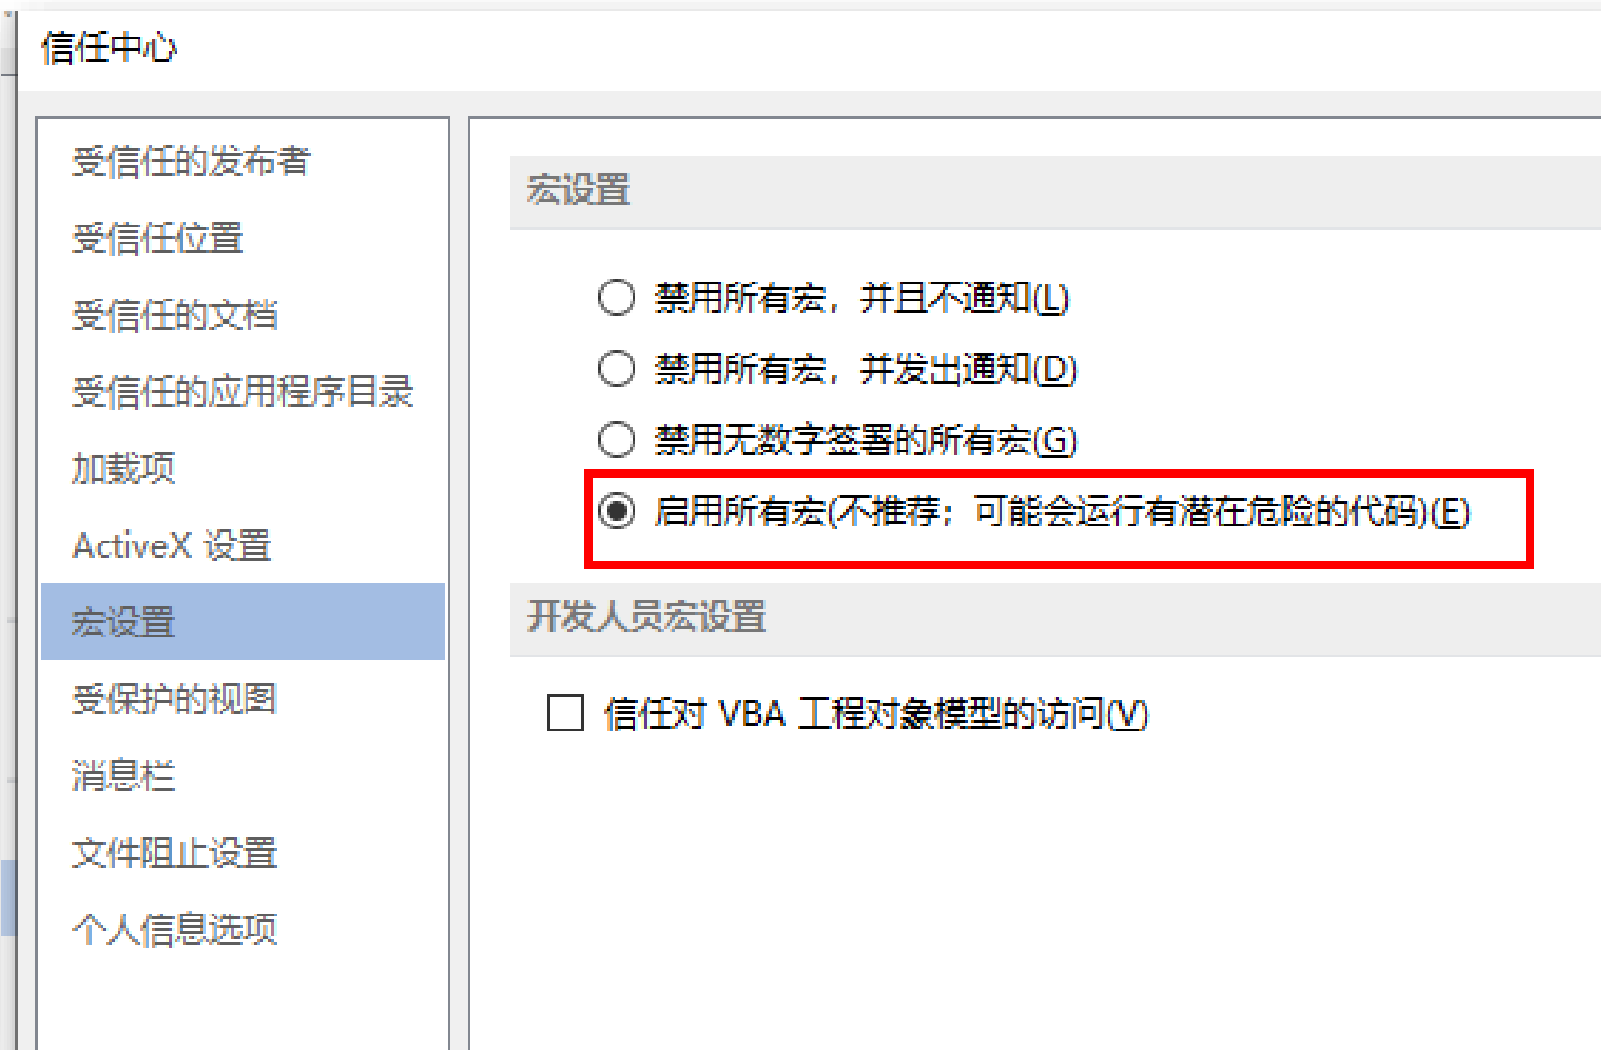 信任中心
受信任的发布者
受信任位置
受信任的文档
受信任的应用程序目录
加载项
ActiveX 设置
宏设置
受保护的视图
消息栏
文件阻止设置
个人信息选项
宏设置
禁用所有宏，并且不通知(L)
禁用所有宏，并发出通知(D)
禁用无数字签署的所有宏(G)
启用所有宏(不推荐；可能会运行有潜在危险的代码)(E)
开发人员宏设置
信任对 VBA 工程对象模型的访问(V)